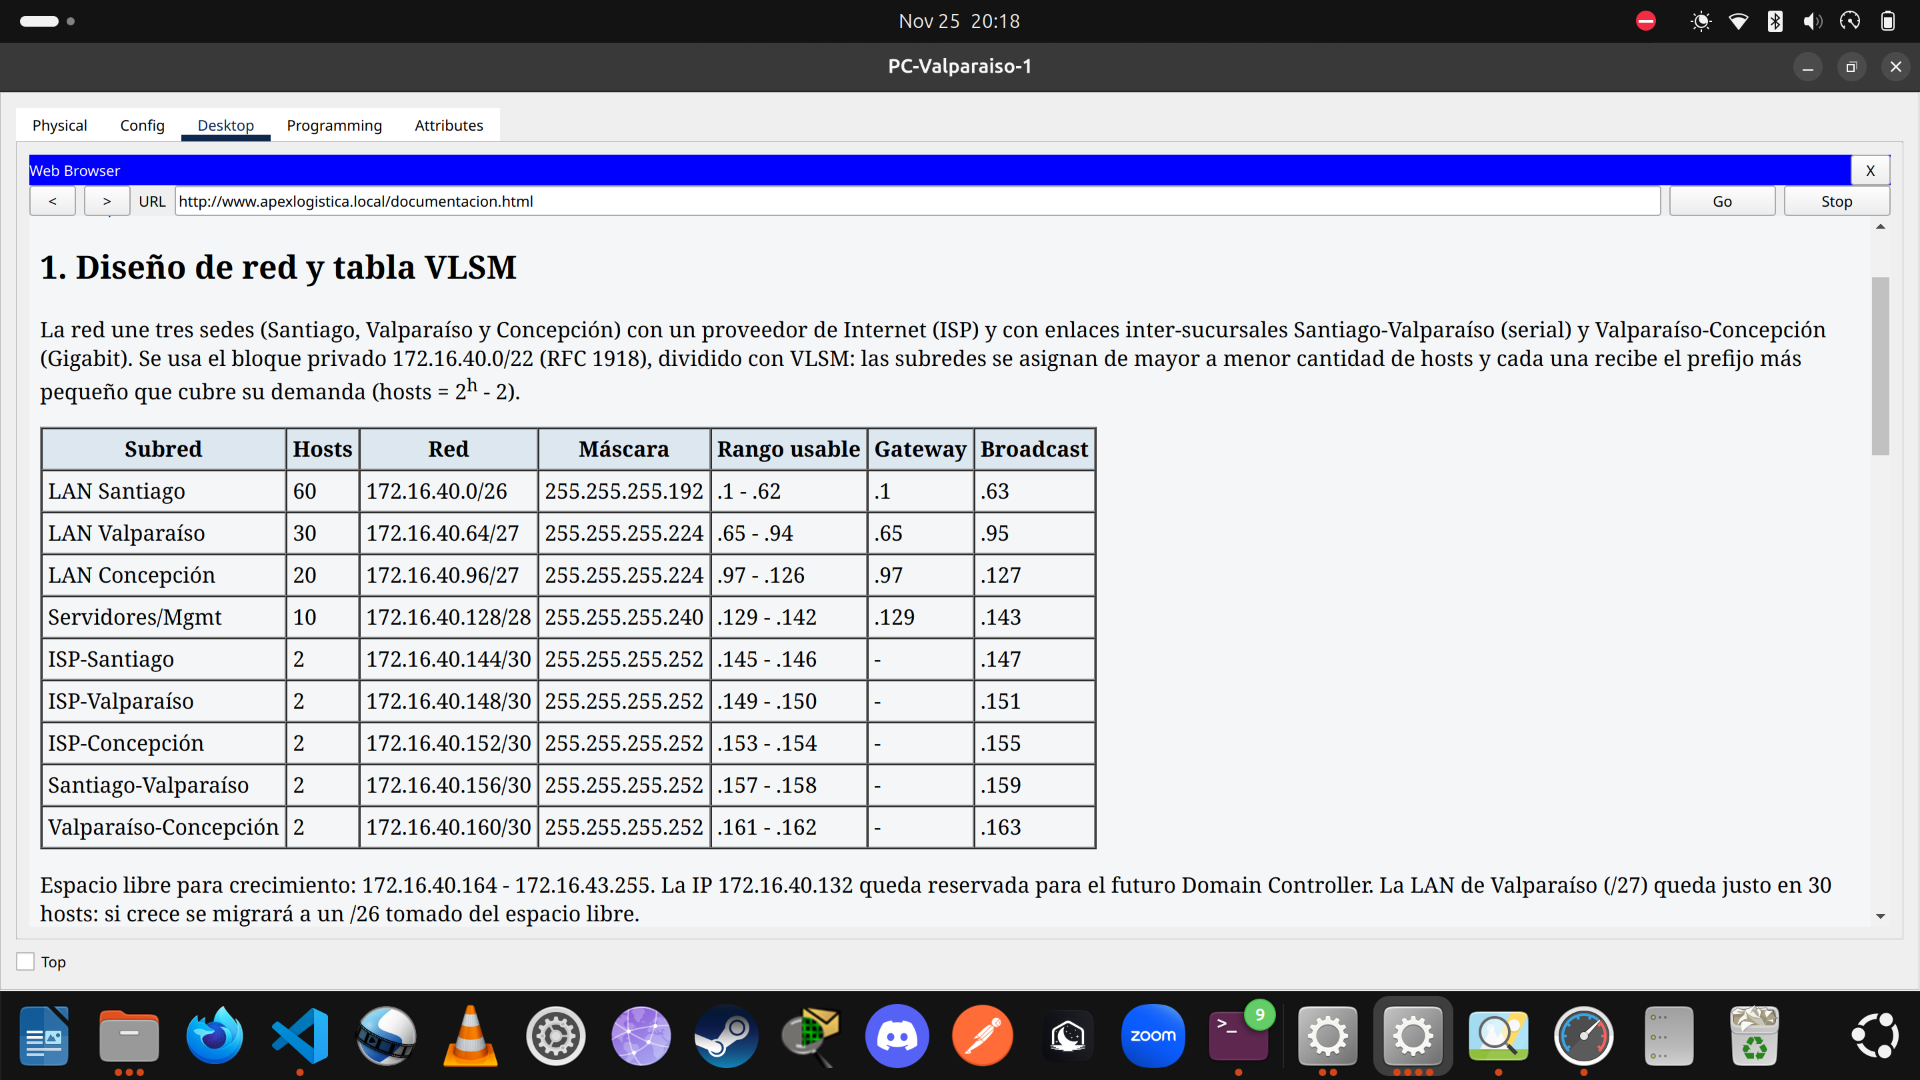 Nov 25 20:18
PC-Valparaiso-1
Physical Config Desktop Programming Attributes
Web Browser X
< > URL http://www.apexlogistica.local/documentacion.html Go Stop
1. Diseño de red y tabla VLSM
La red une tres sedes (Santiago, Valparaíso y Concepción) con un proveedor de Internet (ISP) y con enlaces inter-sucursales Santiago-Valparaíso (serial) y Valparaíso-Concepción
(Gigabit). Se usa el bloque privado 172.16.40.0/22 (RFC 1918), dividido con VLSM: las subredes se asignan de mayor a menor cantidad de hosts y cada una recibe el prefijo más
pequeño que cubre su demanda (hosts = 2^h - 2).
Subred Hosts Red Máscara Rango usable Gateway Broadcast
LAN Santiago 60 172.16.40.0/26 255.255.255.192 .1 - .62 .1 .63
LAN Valparaíso 30 172.16.40.64/27 255.255.255.224 .65 - .94 .65 .95
LAN Concepción 20 172.16.40.96/27 255.255.255.224 .97 - .126 .97 .127
Servidores/Mgmt 10 172.16.40.128/28 255.255.255.240 .129 - .142 .129 .143
ISP-Santiago 2 172.16.40.144/30 255.255.255.252 .145 - .146 - .147
ISP-Valparaíso 2 172.16.40.148/30 255.255.255.252 .149 - .150 - .151
ISP-Concepción 2 172.16.40.152/30 255.255.255.252 .153 - .154 - .155
Santiago-Valparaíso 2 172.16.40.156/30 255.255.255.252 .157 - .158 - .159
Valparaíso-Concepción 2 172.16.40.160/30 255.255.255.252 .161 - .162 - .163
Espacio libre para crecimiento: 172.16.40.164 - 172.16.43.255. La IP 172.16.40.132 queda reservada para el futuro Domain Controller. La LAN de Valparaíso (/27) queda justo en 30
hosts: si crece se migrará a un /26 tomado del espacio libre.
Top
zoom
>_
9